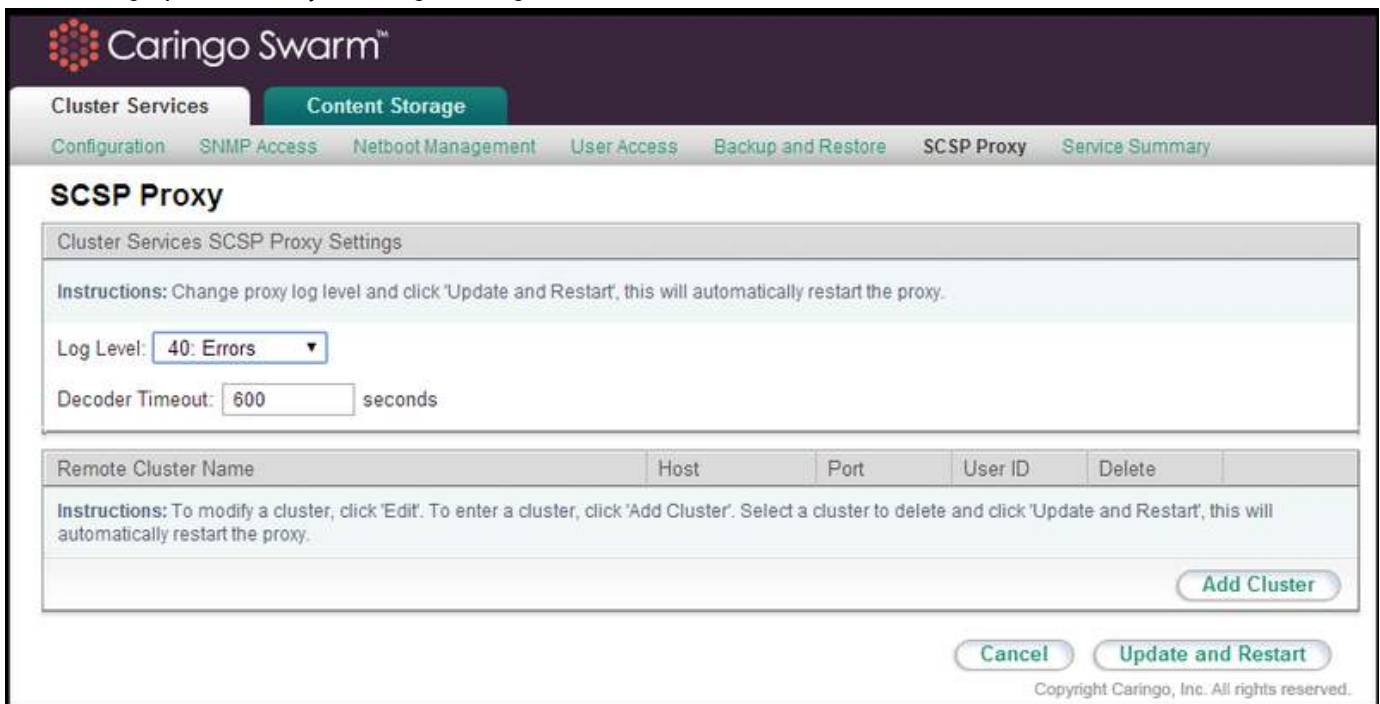 Caringo Swarm™
Cluster Services Content Storage
Configuration SNMP Access Netboot Management User Access Backup and Restore SCSP Proxy Service Summary
SCSP Proxy
Cluster Services SCSP Proxy Settings
Instructions: Change proxy log level and click 'Update and Restart', this will automatically restart the proxy.
Log Level: 40: Errors
Decoder Timeout: 600 seconds
Remote Cluster Name Host Port User ID Delete
Instructions: To modify a cluster, click 'Edit'. To enter a cluster, click 'Add Cluster'. Select a cluster to delete and click 'Update and Restart', this will
automatically restart the proxy.
Add Cluster
Cancel Update and Restart
Copyright Caringo, Inc. All rights reserved.